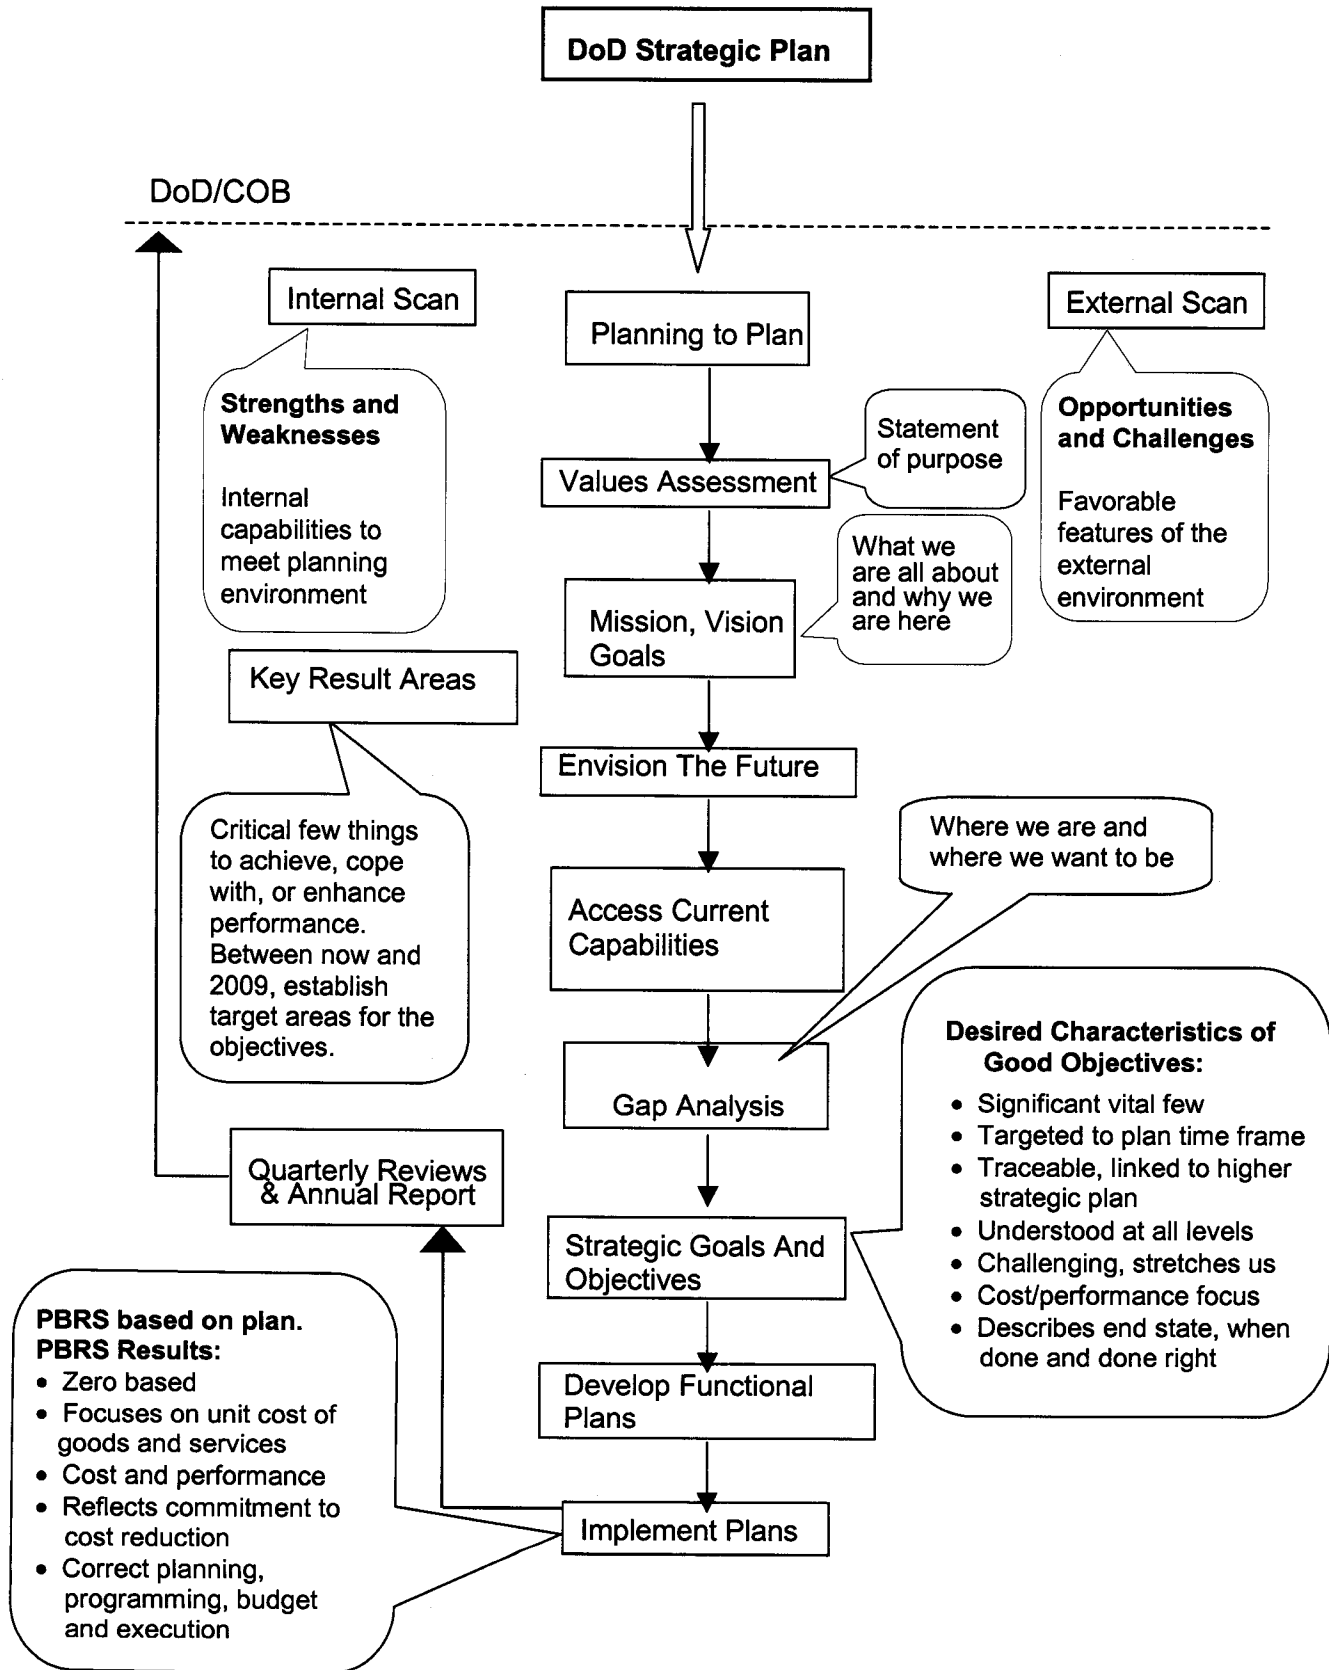 DoD Strategic Plan
DoD/COB
Internal Scan
External Scan
Planning to Plan
Strengths and
Weaknesses
Internal
capabilities to
meet planning
environment
Statement
of purpose
Opportunities
and Challenges
Favorable
features of the
external
environment
Values Assessment
What we
are all about
and why we
are here
Mission, Vision
Goals
Key Result Areas
Envision The Future
Critical few things
to achieve, cope
with, or enhance
performance.
Between now and
2009, establish
target areas for the
objectives.
Where we are and
where we want to be
Access Current
Capabilities
Gap Analysis
Desired Characteristics of
Good Objectives:
• Significant vital few
• Targeted to plan time frame
• Traceable, linked to higher
strategic plan
• Understood at all levels
• Challenging, stretches us
• Cost/performance focus
• Describes end state, when
done and done right
Quarterly Reviews
& Annual Report
Strategic Goals And
Objectives
PBRS based on plan.
PBRS Results:
• Zero based
• Focuses on unit cost of
goods and services
• Cost and performance
• Reflects commitment to
cost reduction
• Correct planning,
programming, budget
and execution
Develop Functional
Plans
Implement Plans